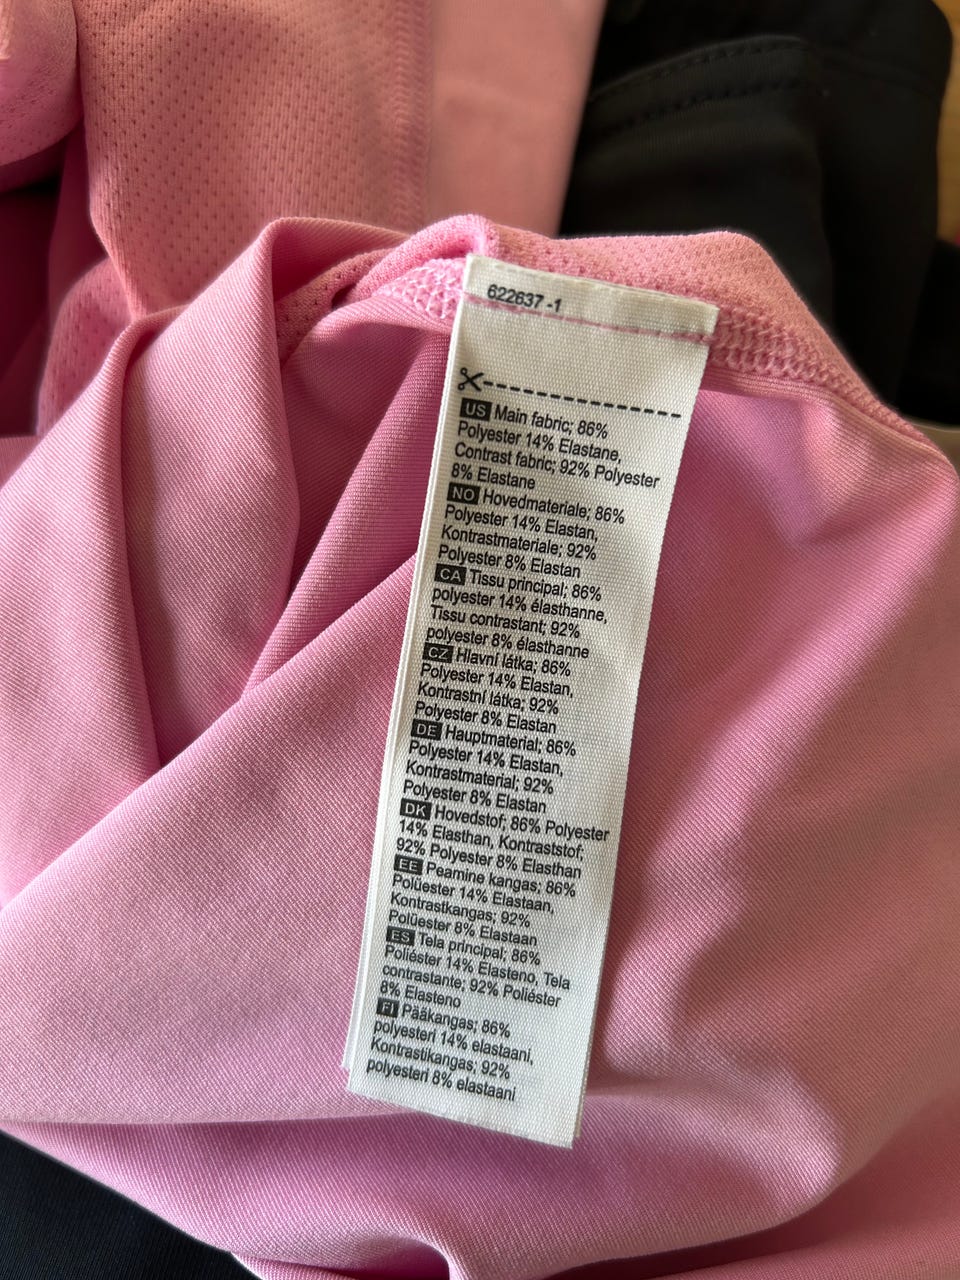 622637 -1
US Main fabric; 86%
Polyester 14% Elastane,
Contrast fabric; 92% Polyester
8% Elastane
NO Hovedmateriale; 86%
Polyester 14% Elastan,
Kontrastmateriale; 92%
Polyester 8% Elastan
CA Tissu principal; 86%
polyester 14% élasthanne,
Tissu contrastant; 92%
polyester 8% élasthanne
CZ Hlavní látka; 86%
Polyester 14% Elastan,
Kontrastní látka; 92%
Polyester 8% Elastan
DE Hauptmaterial; 86%
Polyester 14% Elastan,
Kontrastmaterial; 92%
Polyester 8% Elastan
DK Hovedstof; 86% Polyester
14% Elasthan, Kontraststof;
92% Polyester 8% Elasthan
EE Peamine kangas; 86%
Polüester 14% Elastaan,
Kontrastkangas; 92%
Polüester 8% Elastaan
ES Tela principal; 86%
Poliéster 14% Elasteno, Tela
contrastante; 92% Poliéster
8% Elasteno
FI Pääkangas; 86%
polyesteri 14% elastaani,
Kontrastikangas; 92%
polyesteri 8% elastaani